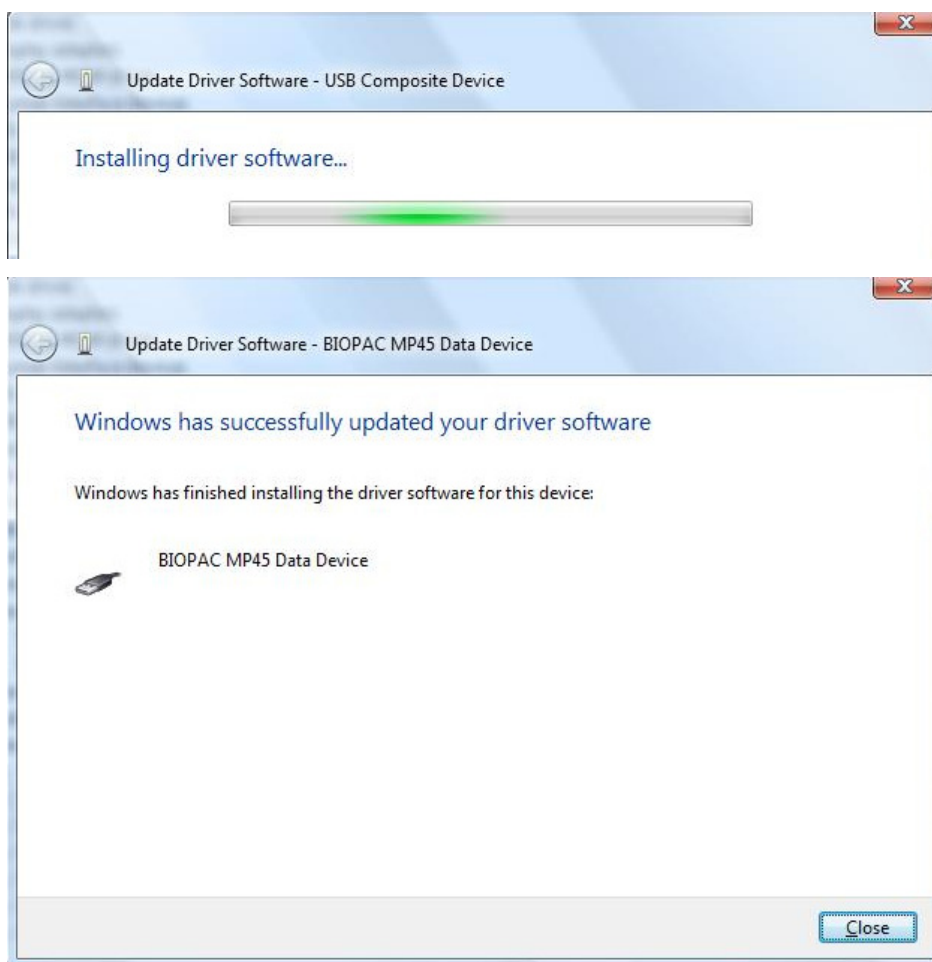 Update Driver Software - USB Composite Device
Installing driver software...
Update Driver Software - BIOPAC MP45 Data Device
Windows has successfully updated your driver software
Windows has finished installing the driver software for this device:
BIOPAC MP45 Data Device
Close